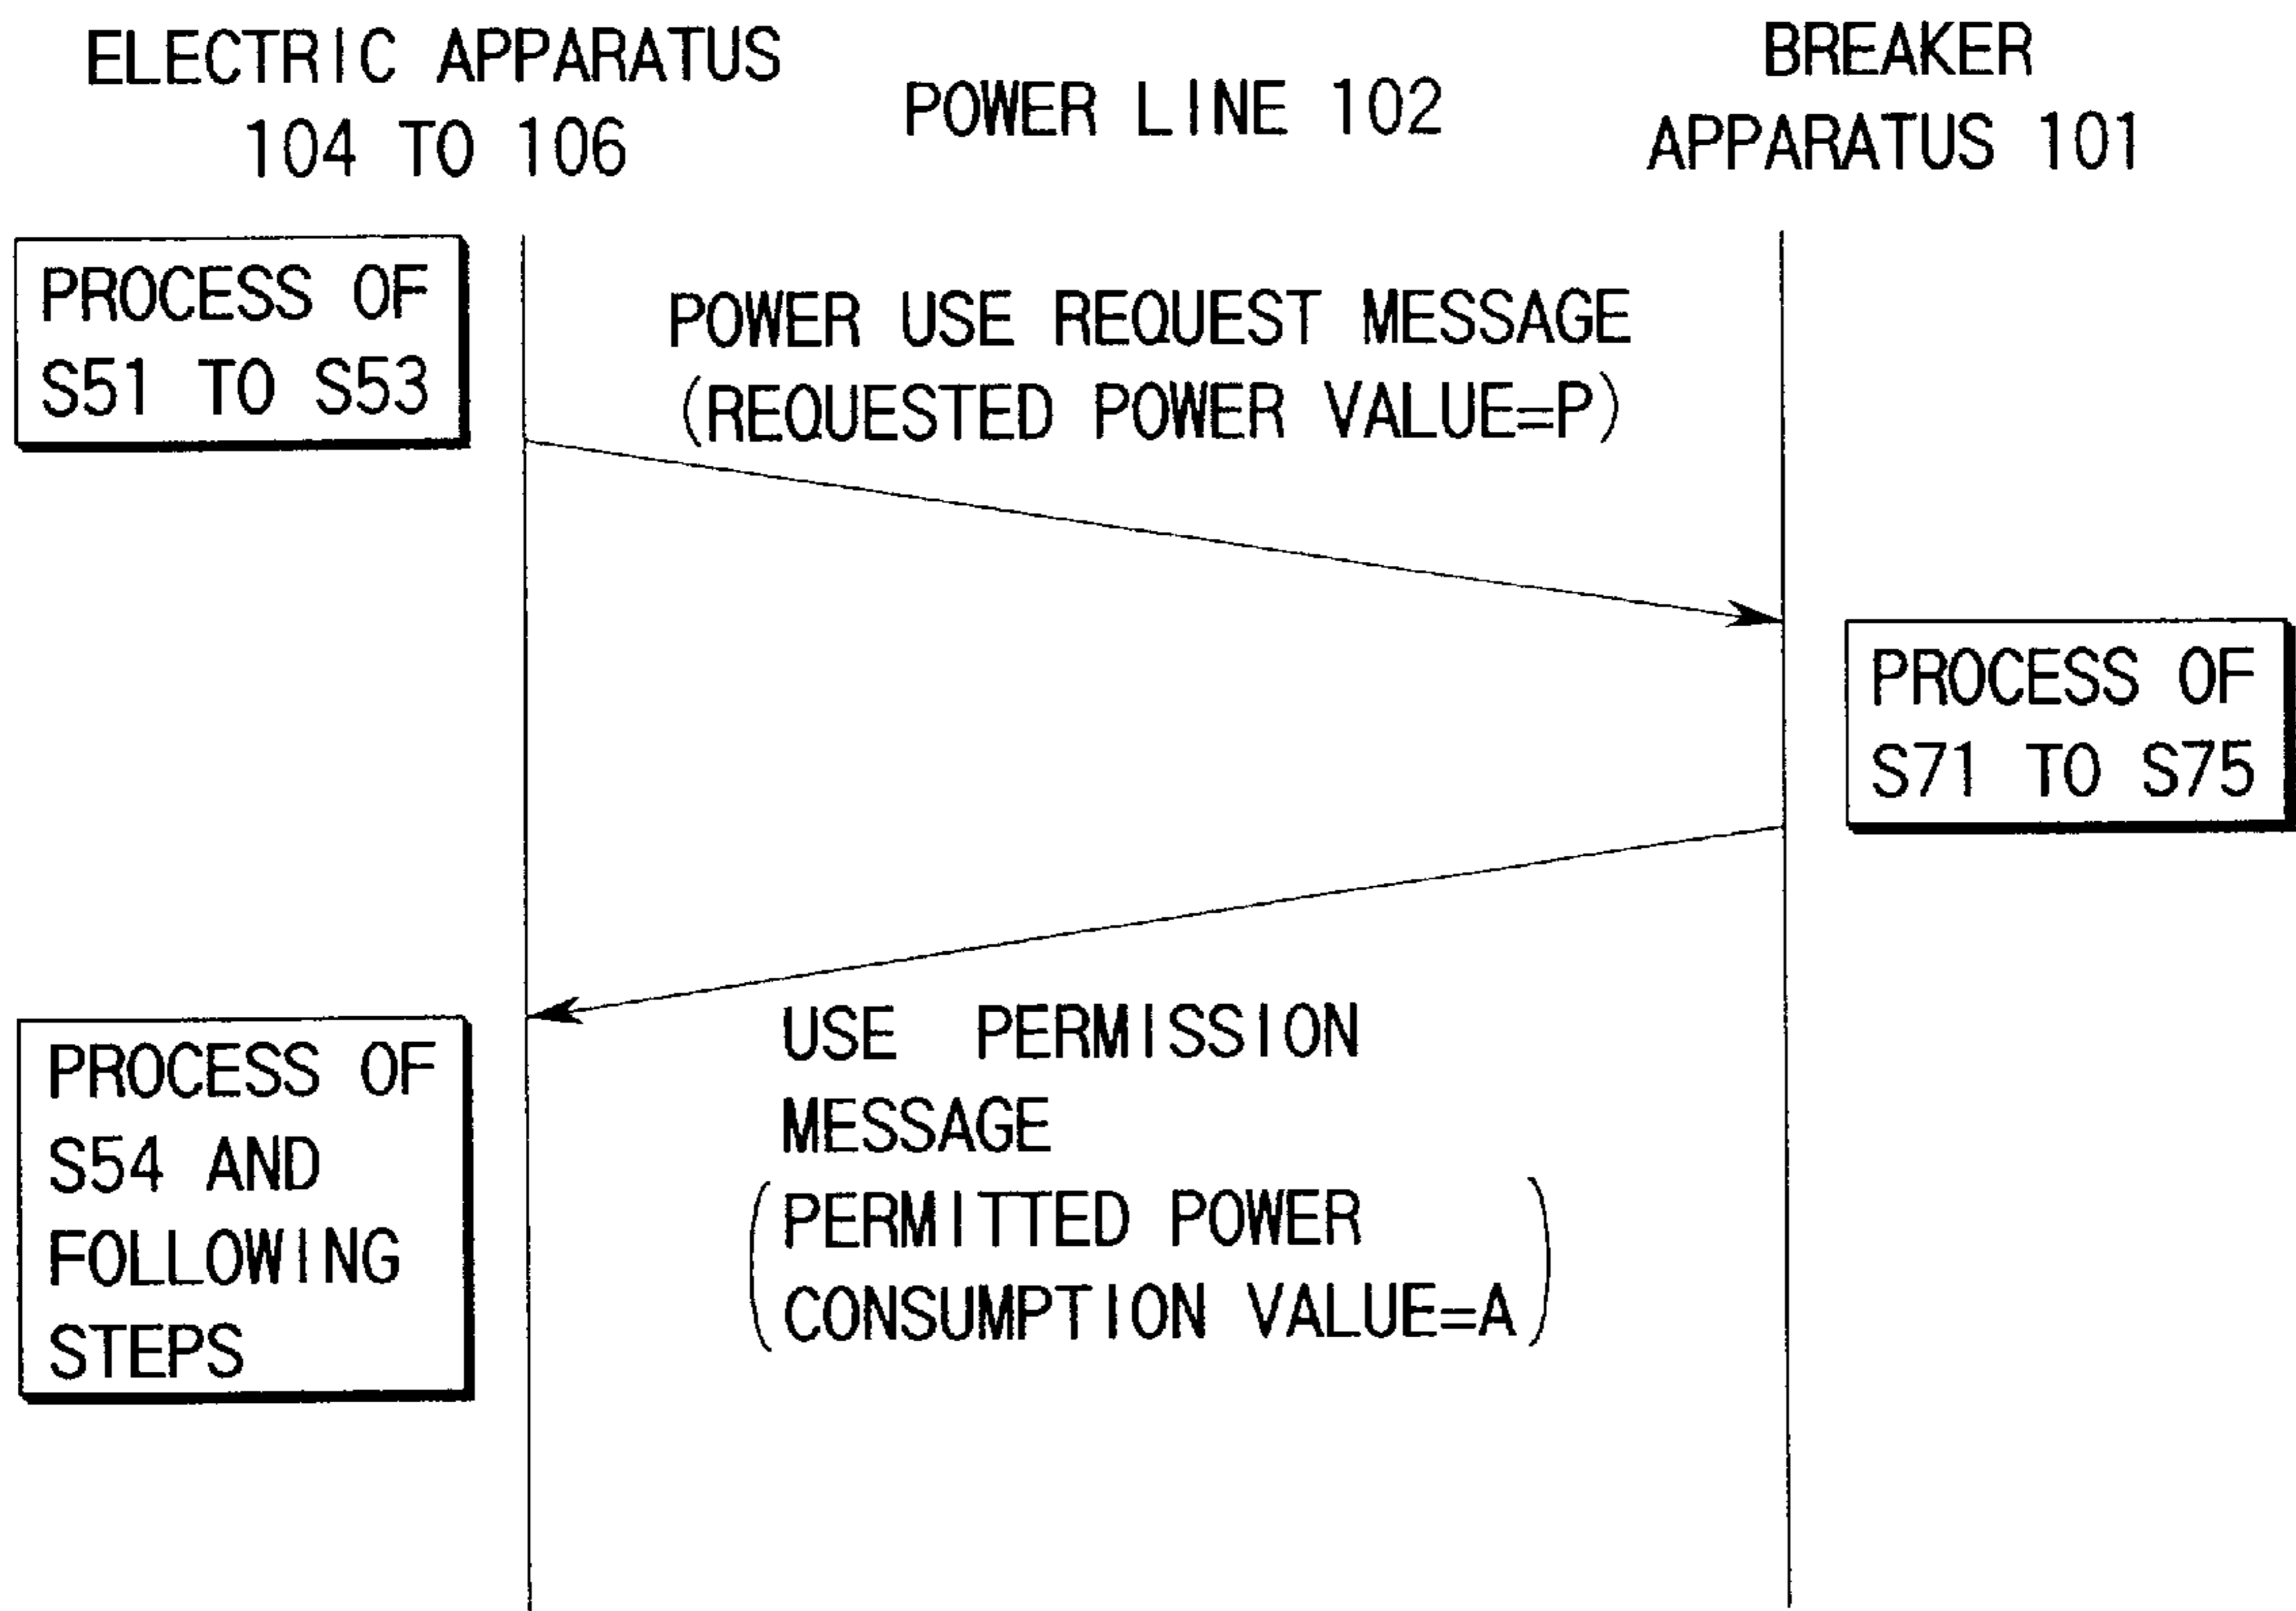 ELECTRIC APPARATUS
104 TO 106
POWER LINE 102
BREAKER
APPARATUS 101
PROCESS OF
S51 TO S53
POWER USE REQUEST MESSAGE
(REQUESTED POWER VALUE=P)
PROCESS OF
S71 TO S75
USE PERMISSION
MESSAGE
(PERMITTED POWER
CONSUMPTION VALUE=A)
PROCESS OF
S54 AND
FOLLOWING
STEPS